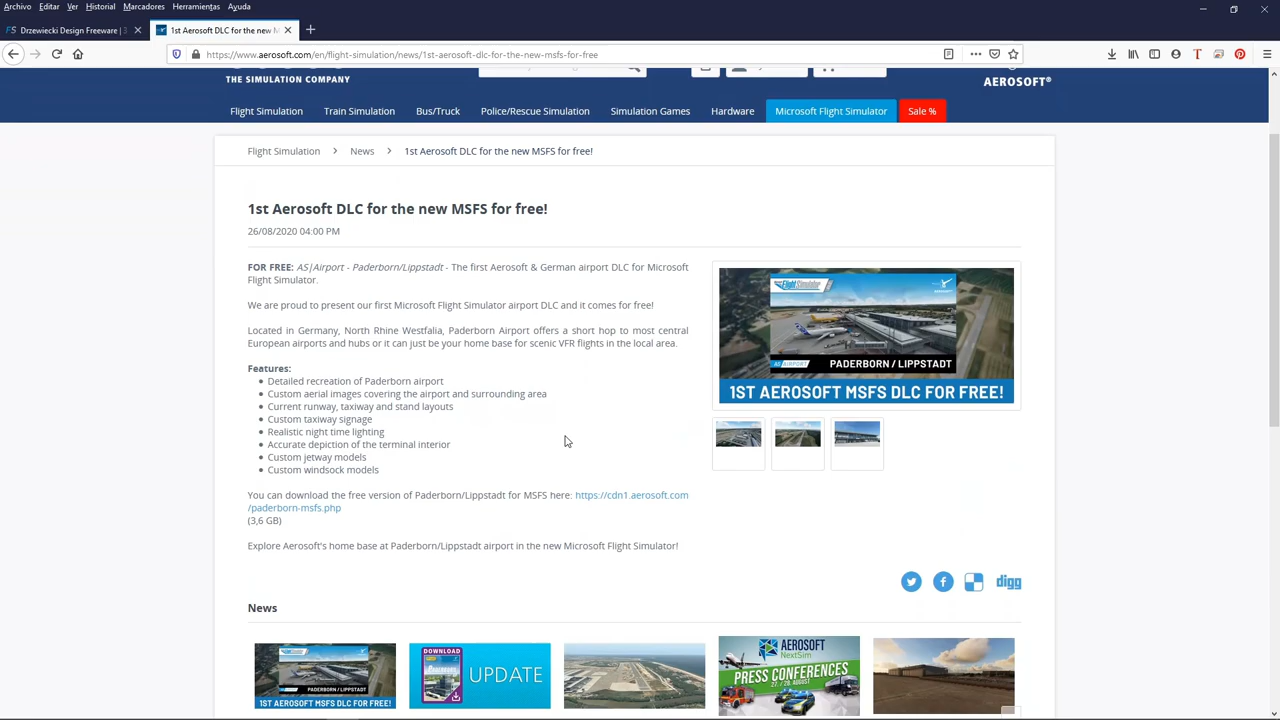 Archivo Editar Ver Historial Marcadores Herramientas Ayuda
Drzewiecki Design Freeware |
1st Aerosoft DLC for the new M
https://www.aerosoft.com/en/flight-simulation/news/1st-aerosoft-dlc-for-the-new-msfs-for-free
THE SIMULATION COMPANY
AEROSOFT®
Flight Simulation Train Simulation Bus/Truck Police/Rescue Simulation Simulation Games Hardware Microsoft Flight Simulator Sale %
Flight Simulation > News > 1st Aerosoft DLC for the new MSFS for free!
1st Aerosoft DLC for the new MSFS for free!
26/08/2020 04:00 PM
FOR FREE: AS|Airport - Paderborn/Lippstadt - The first Aerosoft & German airport DLC for Microsoft
Flight Simulator.
We are proud to present our first Microsoft Flight Simulator airport DLC and it comes for free!
Located in Germany, North Rhine Westfalia, Paderborn Airport offers a short hop to most central
European airports and hubs or it can just be your home base for scenic VFR flights in the local area.
Features:
Detailed recreation of Paderborn airport
Custom aerial images covering the airport and surrounding area
Current runway, taxiway and stand layouts
Custom taxiway signage
Realistic night time lighting
Accurate depiction of the terminal interior
Custom jetway models
Custom windsock models
You can download the free version of Paderborn/Lippstadt for MSFS here: https://cdn1.aerosoft.com
/paderborn-msfs.php
(3,6 GB)
Explore Aerosoft's home base at Paderborn/Lippstadt airport in the new Microsoft Flight Simulator!
PADERBORN / LIPPSTADT
1ST AEROSOFT MSFS DLC FOR FREE!
digg
News
PADERBORN / LIPPSTADT
1ST AEROSOFT MSFS DLC FOR FREE!
DOWNLOAD
UPDATE
AEROSOFT
NextSim
PRESS CONFERENCES
27./28. AUGUST